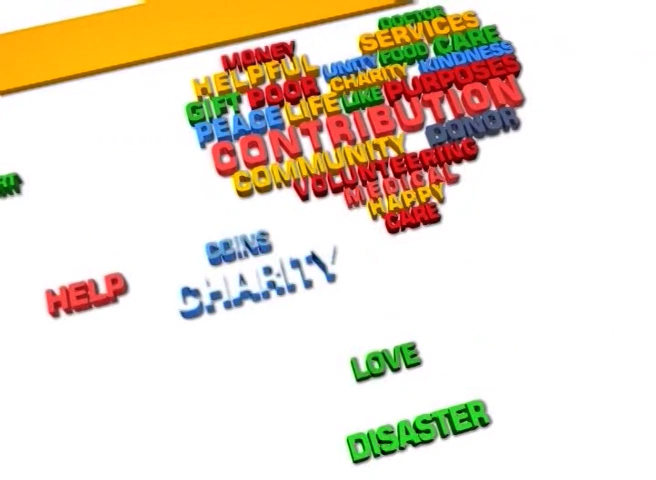 DOCTOR
MONEY SERVICES
HELPFUL UNITY FOOD CARE
GIFT POOR CHARITY KINDNESS
PEACE LIFE LIKE PURPOSES
CONTRIBUTION
COMMUNITY DONOR
VOLUNTEERING
MEDICAL
HAPPY
CARE
COINS
HELP CHARITY
LOVE
DISASTER